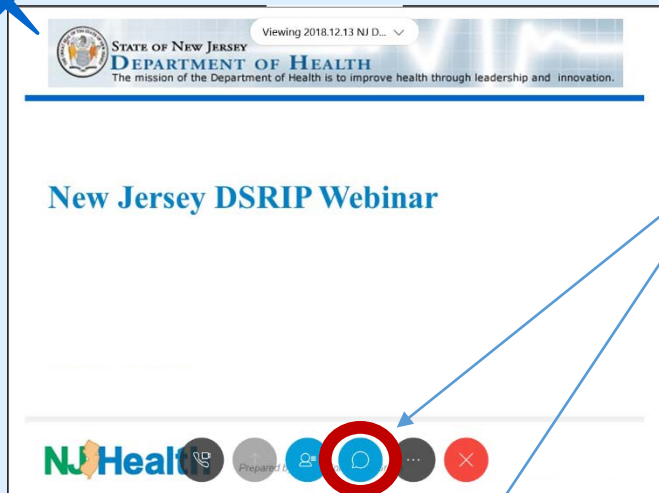 Viewing 2018.12.13 NJ D...
STATE OF NEW JERSEY
DEPARTMENT OF HEALTH
The mission of the Department of Health is to improve health through leadership and innovation.
New Jersey DSRIP Webinar
NJ Health
Prepared b